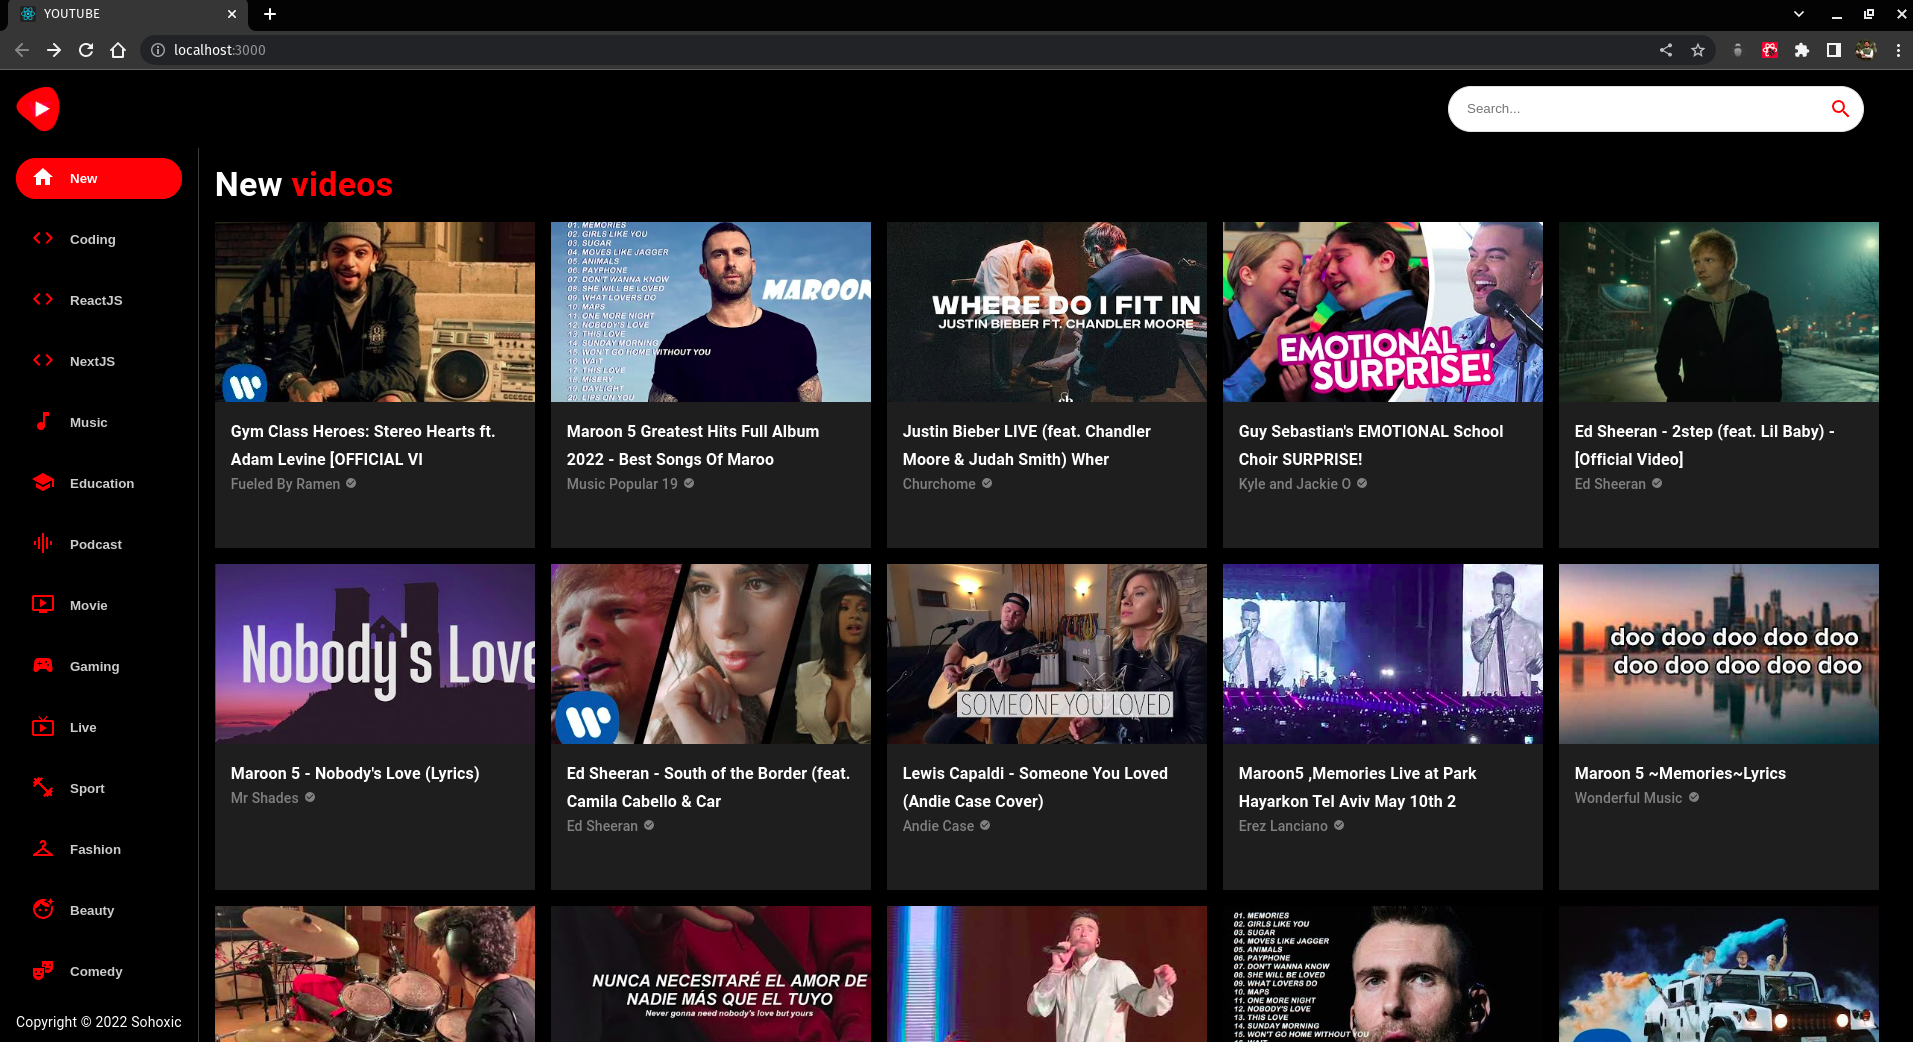 YOUTUBE
localhost:3000
Search...
New
Coding
ReactJS
NextJS
Music
Education
Podcast
Movie
Gaming
Live
Sport
Fashion
Beauty
Comedy
Copyright © 2022 Sohoxic
New videos
01. MEMORIES
02. GIRLS LIKE YOU
03. SUGAR
04. MOVES LIKE JAGGER
05. ANIMALS
06. PAYPHONE
07. DON'T WANNA KNOW
08. SHE WILL BE LOVED
09. WHAT LOVERS DO
10. MAPS
11. ONE MORE NIGHT
12. NOBODY'S LOVE
13. THIS LOVE
14. SUNDAY MORNING
15. WON'T GO HOME WITHOUT YOU
16. WAIT
17. THIS LOVE
18. MISERY
19. DAYLIGHT
20. LIPS ON YOU
MAROON
WHERE DO I FIT IN
JUSTIN BIEBER FT. CHANDLER MOORE
EMOTIONAL
SURPRISE!
Gym Class Heroes: Stereo Hearts ft.
Adam Levine [OFFICIAL VI
Fueled By Ramen
Maroon 5 Greatest Hits Full Album
2022 - Best Songs Of Maroo
Music Popular 19
Justin Bieber LIVE (feat. Chandler
Moore & Judah Smith) Wher
Churchome
Guy Sebastian's EMOTIONAL School
Choir SURPRISE!
Kyle and Jackie O
Ed Sheeran - 2step (feat. Lil Baby) -
[Official Video]
Ed Sheeran
Nobody's Love
SOMEONE YOU LOVED
doo doo doo doo doo
doo doo doo doo doo
Maroon 5 - Nobody's Love (Lyrics)
Mr Shades
Ed Sheeran - South of the Border (feat.
Camila Cabello & Car
Ed Sheeran
Lewis Capaldi - Someone You Loved
(Andie Case Cover)
Andie Case
Maroon5 ,Memories Live at Park
Hayarkon Tel Aviv May 10th 2
Erez Lanciano
Maroon 5 ~Memories~Lyrics
Wonderful Music
NUNCA NECESITARÉ EL AMOR DE
NADIE MÁS QUE EL TUYO
Never gonna need nobody's love but yours
01. MEMORIES
02. GIRLS LIKE YOU
03. SUGAR
04. MOVES LIKE JAGGER
05. ANIMALS
06. PAYPHONE
07. DON'T WANNA KNOW
08. SHE WILL BE LOVED
09. WHAT LOVERS DO
10. MAPS
11. ONE MORE NIGHT
12. NOBODY'S LOVE
13. THIS LOVE
14. SUNDAY MORNING
15. WON'T GO HOME WITHOUT YOU